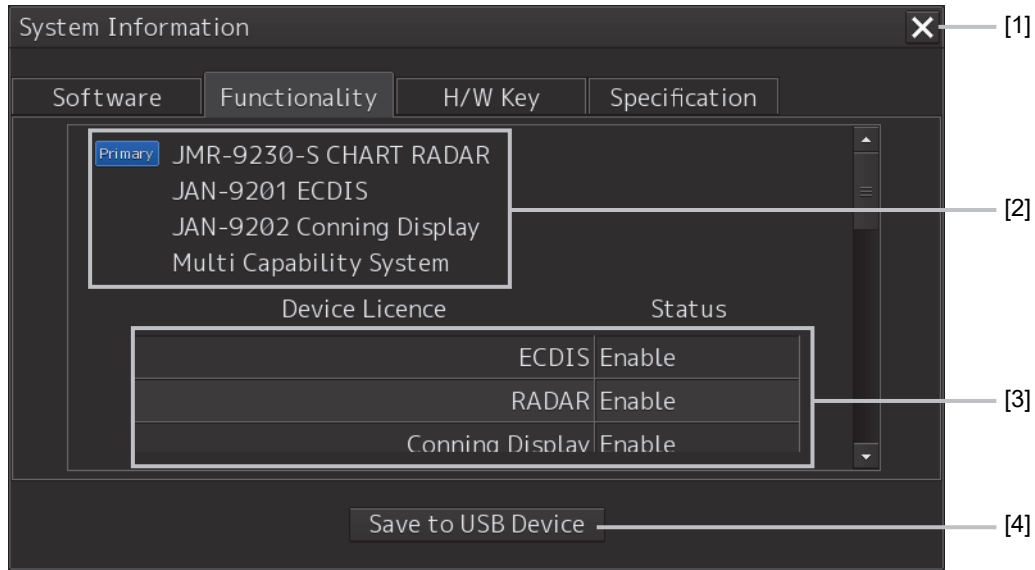 System Information
[1]
Software Functionality H/W Key Specification
Primary JMR-9230-S CHART RADAR
JAN-9201 ECDIS
[2]
JAN-9202 Conning Display
Multi Capability System
Device Licence Status
ECDIS Enable
RADAR Enable
[3]
Conning Display Enable
Save to USB Device
[4]